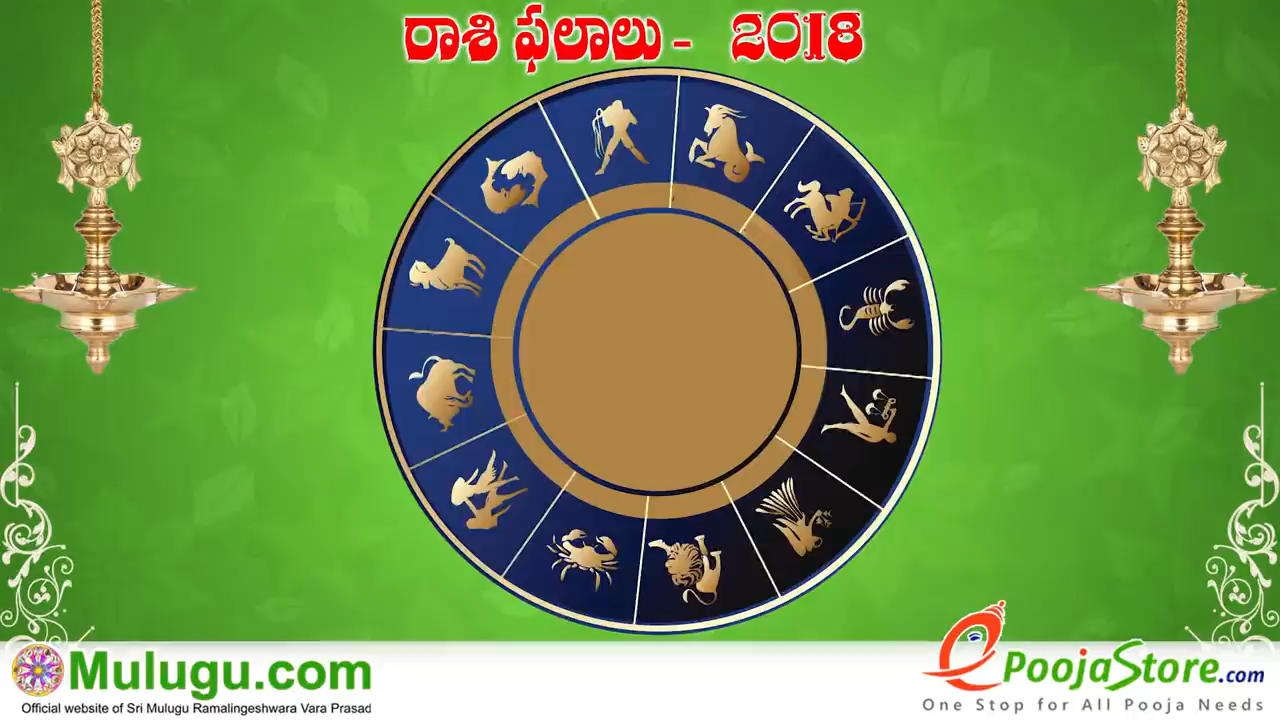 రాశి ఫలాలు - 2018
Mulugu.com
Official website of Sri Mulugu Ramalingeshwara Vara Prasad
ePoojaStore.com
One Stop for All Pooja Needs